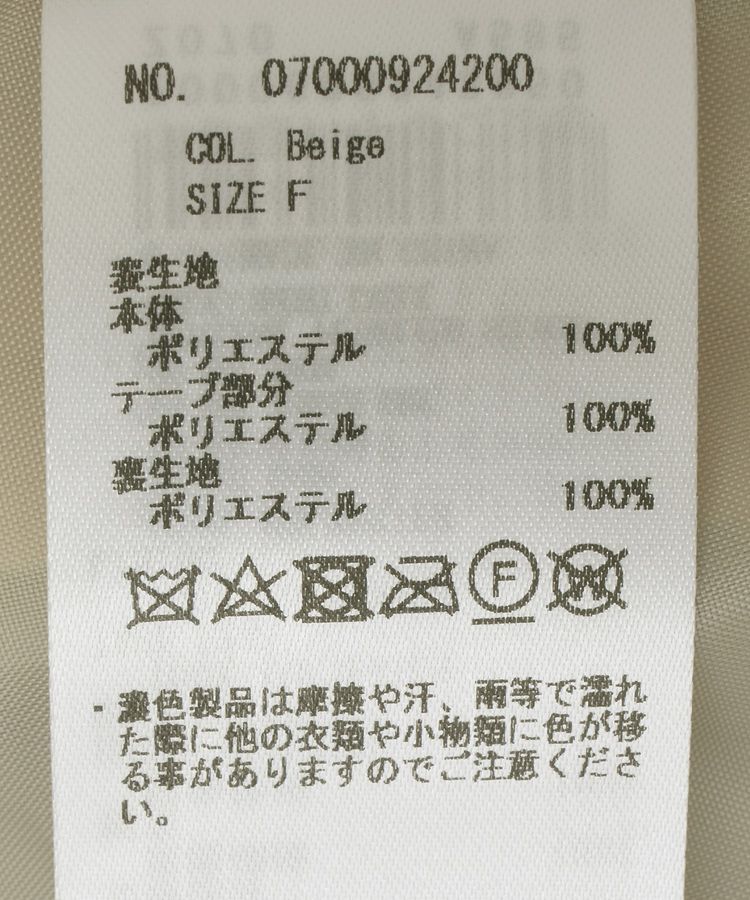 NO. 07000924200
COL. Beige
SIZE F
表生地
本体
ポリエステル 100%
テープ部分
ポリエステル 100%
裏生地
ポリエステル 100%
F
W
・濃色製品は摩擦や汗、雨等で濡れ
た際に他の衣類や小物類に色が移
る事がありますのでご注意くださ
い。